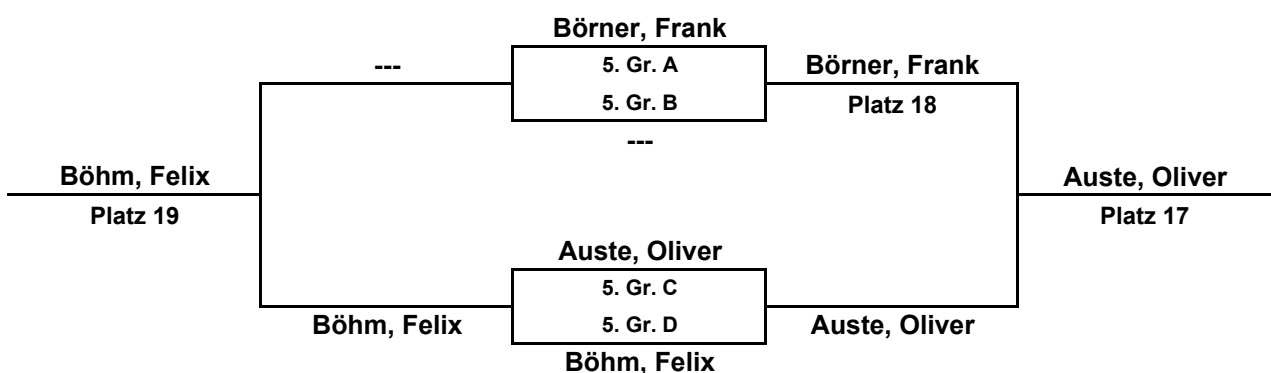 Börner, Frank
--- 5. Gr. A Börner, Frank
5. Gr. B Platz 18
---
Böhm, Felix Auste, Oliver
Platz 19 Platz 17
Auste, Oliver
5. Gr. C
Böhm, Felix 5. Gr. D Auste, Oliver
Böhm, Felix